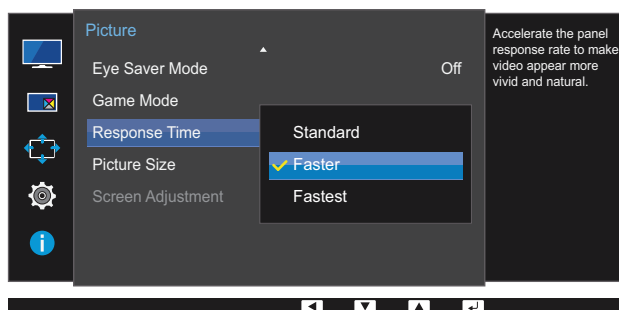 Picture
Eye Saver Mode Off
Game Mode
Response Time
Picture Size
Screen Adjustment
Standard
Faster
Fastest
Accelerate the panel
response rate to make
video appear more
vivid and natural.